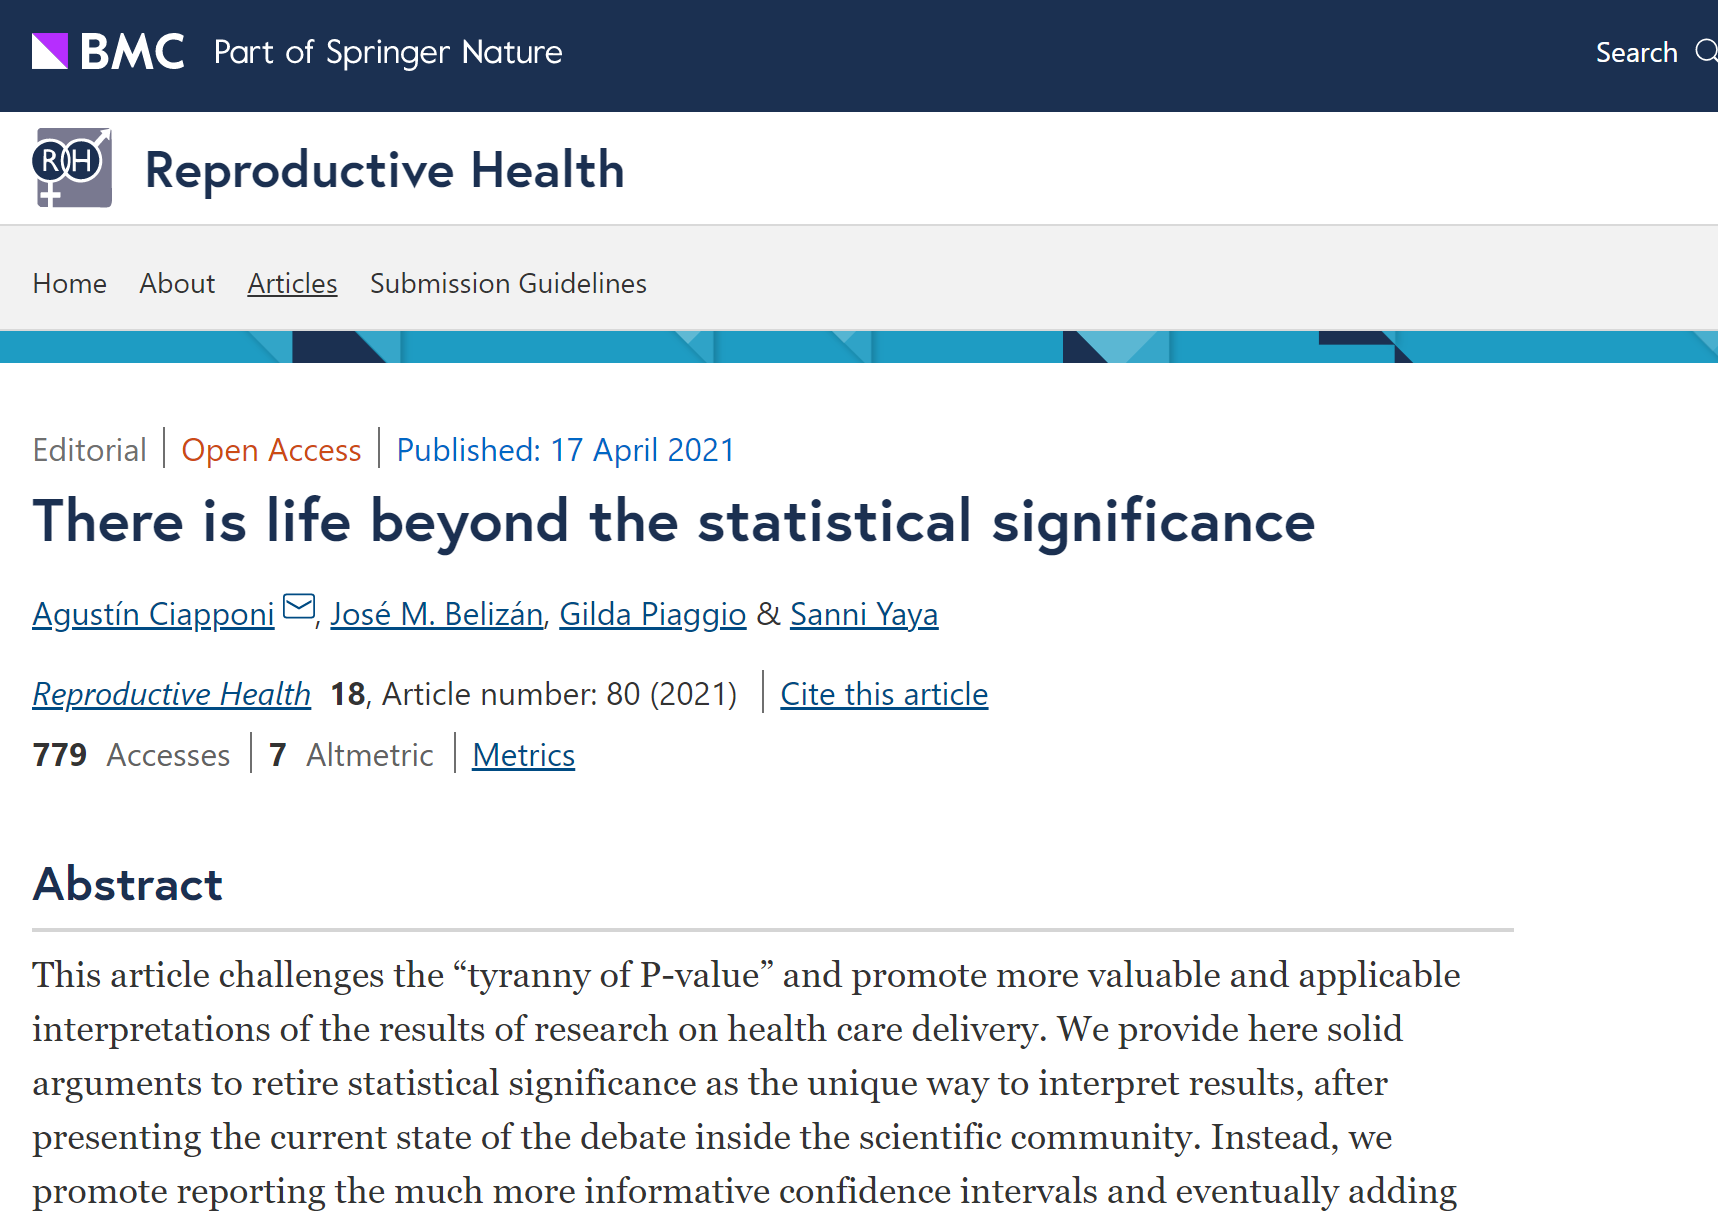 BMC Part of Springer Nature
Search
RH Reproductive Health
Home About Articles Submission Guidelines
Editorial Open Access Published: 17 April 2021
There is life beyond the statistical significance
Agustín Ciapponi, José M. Belizán, Gilda Piaggio & Sanni Yaya
Reproductive Health 18, Article number: 80 (2021) Cite this article
779 Accesses 7 Altmetric Metrics
Abstract
This article challenges the “tyranny of P-value” and promote more valuable and applicable
interpretations of the results of research on health care delivery. We provide here solid
arguments to retire statistical significance as the unique way to interpret results, after
presenting the current state of the debate inside the scientific community. Instead, we
promote reporting the much more informative confidence intervals and eventually adding